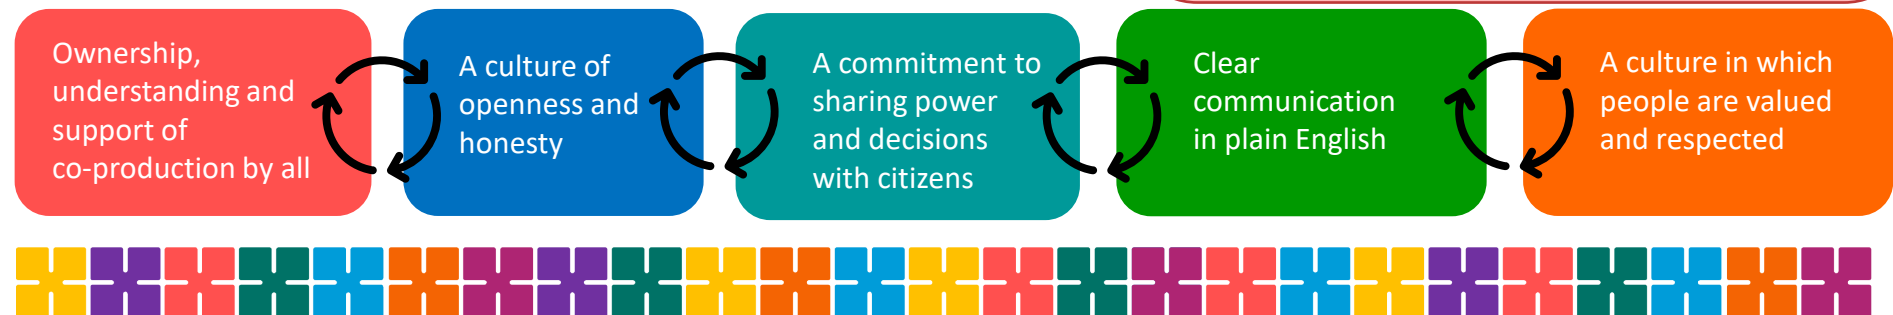 Ownership,
understanding and
support of
co-production by all
A culture of
openness and
honesty
A commitment to
sharing power
and decisions
with citizens
Clear
communication
in plain English
A culture in which
people are valued
and respected